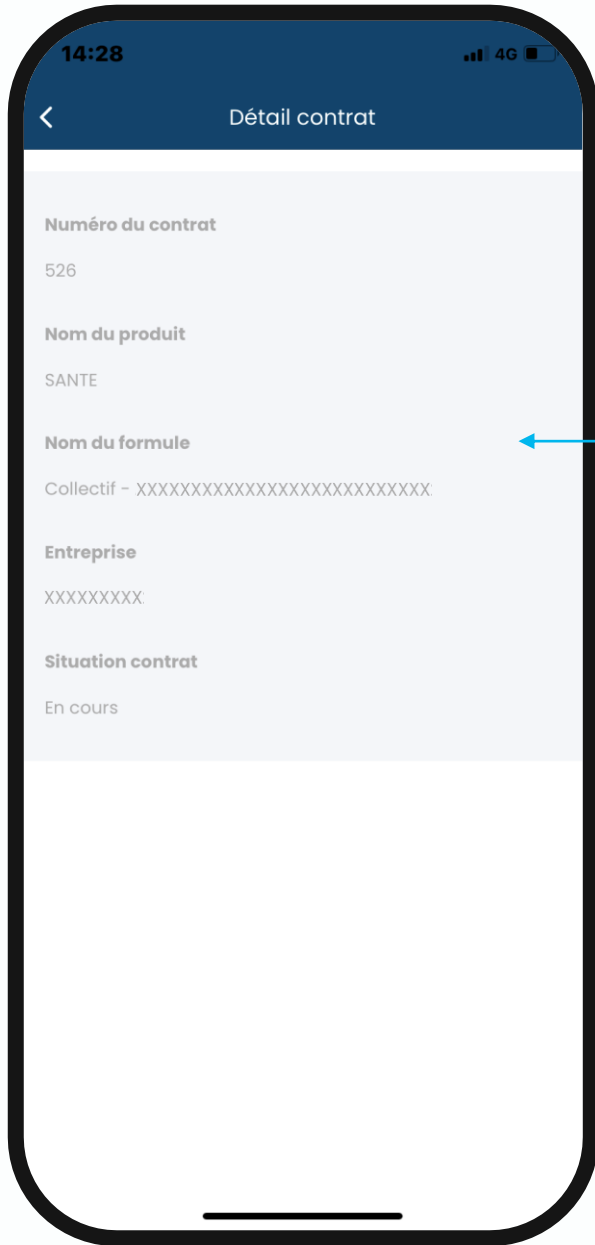 14:28 4G
Détail contrat
Numéro du contrat
526
Nom du produit
SANTE
Nom du formule
Collectif - XXXXXXXXXXXXXXXXXXXXXXXXXXX
Entreprise
XXXXXXXXX
Situation contrat
En cours